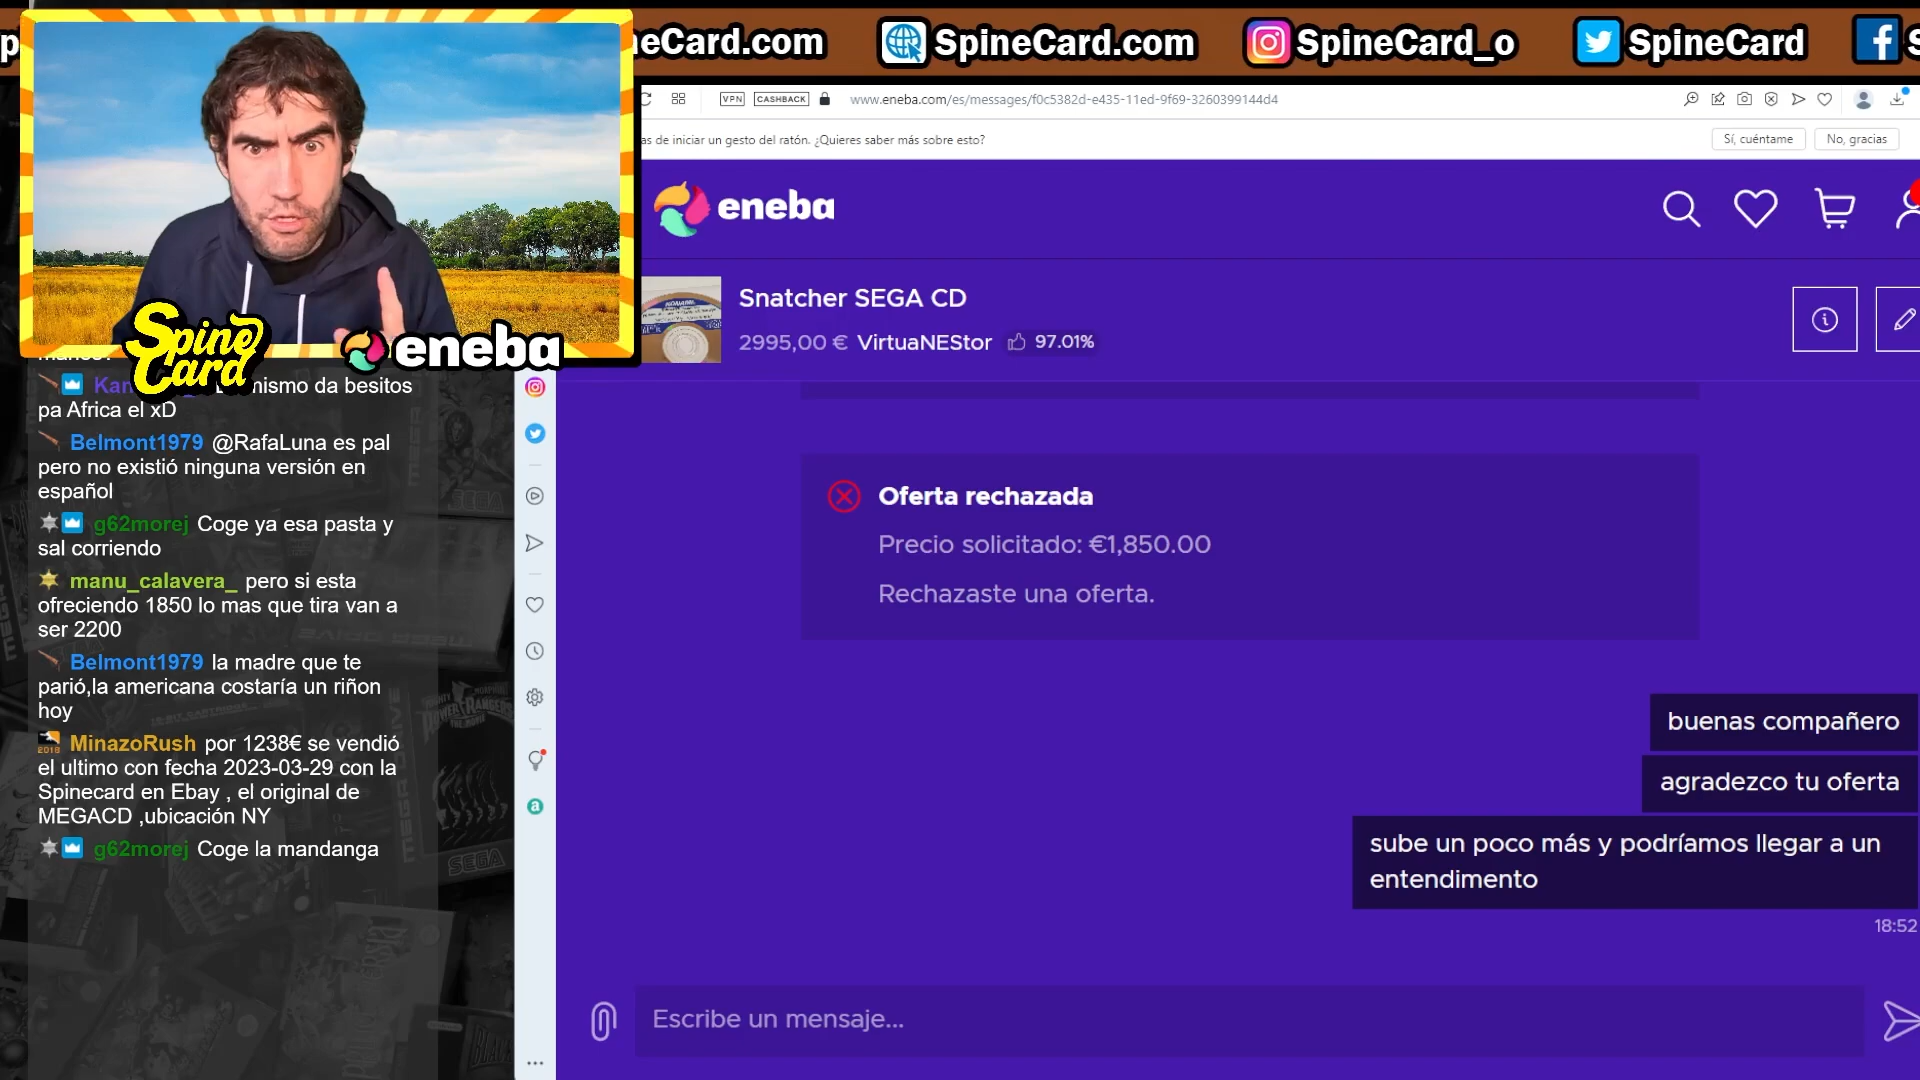 neCard.com
SpineCard.com
SpineCard_o
SpineCard
VPN
CASHBACK
www.eneba.com/es/messages/f0c5382d-e435-11ed-9f69-3260399144d4
as de iniciar un gesto del ratón. ¿Quieres saber más sobre esto?
Sí, cuéntame
No, gracias
eneba
Snatcher SEGA CD
2995,00 € VirtuaNEStor 97.01%
Spine
Card
eneba
mismo da besitos
pa Africa el xD
Belmont1979 @RafaLuna es pal
pero no existió ninguna versión en
español
g62morej Coge ya esa pasta y
sal corriendo
manu_calavera_ pero si esta
ofreciendo 1850 lo mas que tira van a
ser 2200
Belmont1979 la madre que te
parió,la americana costaría un riñon
hoy
MinazoRush por 1238€ se vendió
el ultimo con fecha 2023-03-29 con la
Spinecard en Ebay , el original de
MEGACD ,ubicación NY
g62morej Coge la mandanga
Oferta rechazada
Precio solicitado: €1,850.00
Rechazaste una oferta.
buenas compañero
agradezco tu oferta
sube un poco más y podríamos llegar a un
entendimento
18:52
Escribe un mensaje...